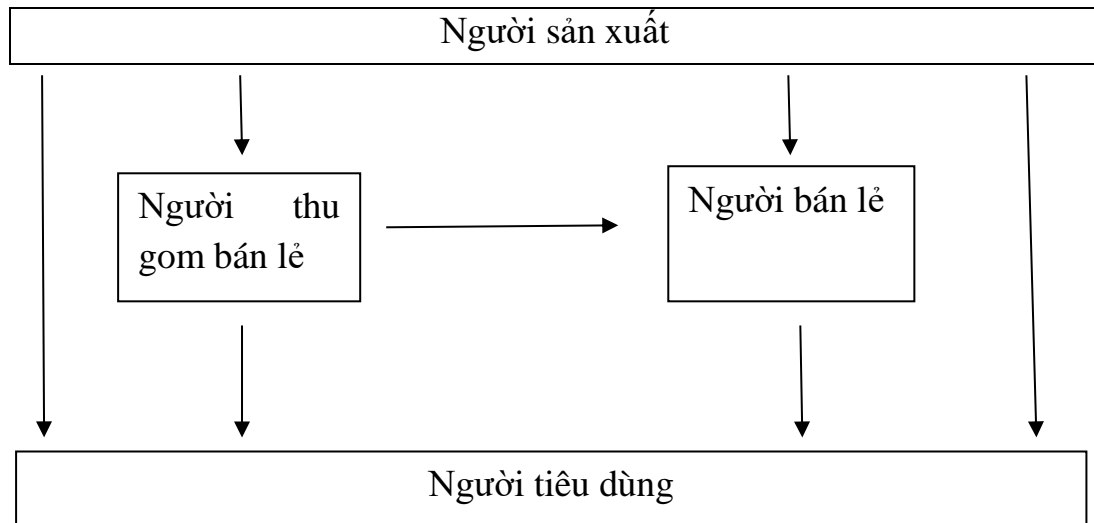 Người sản xuất
Người thu
gom bán lẻ
Người bán lẻ
Người tiêu dùng